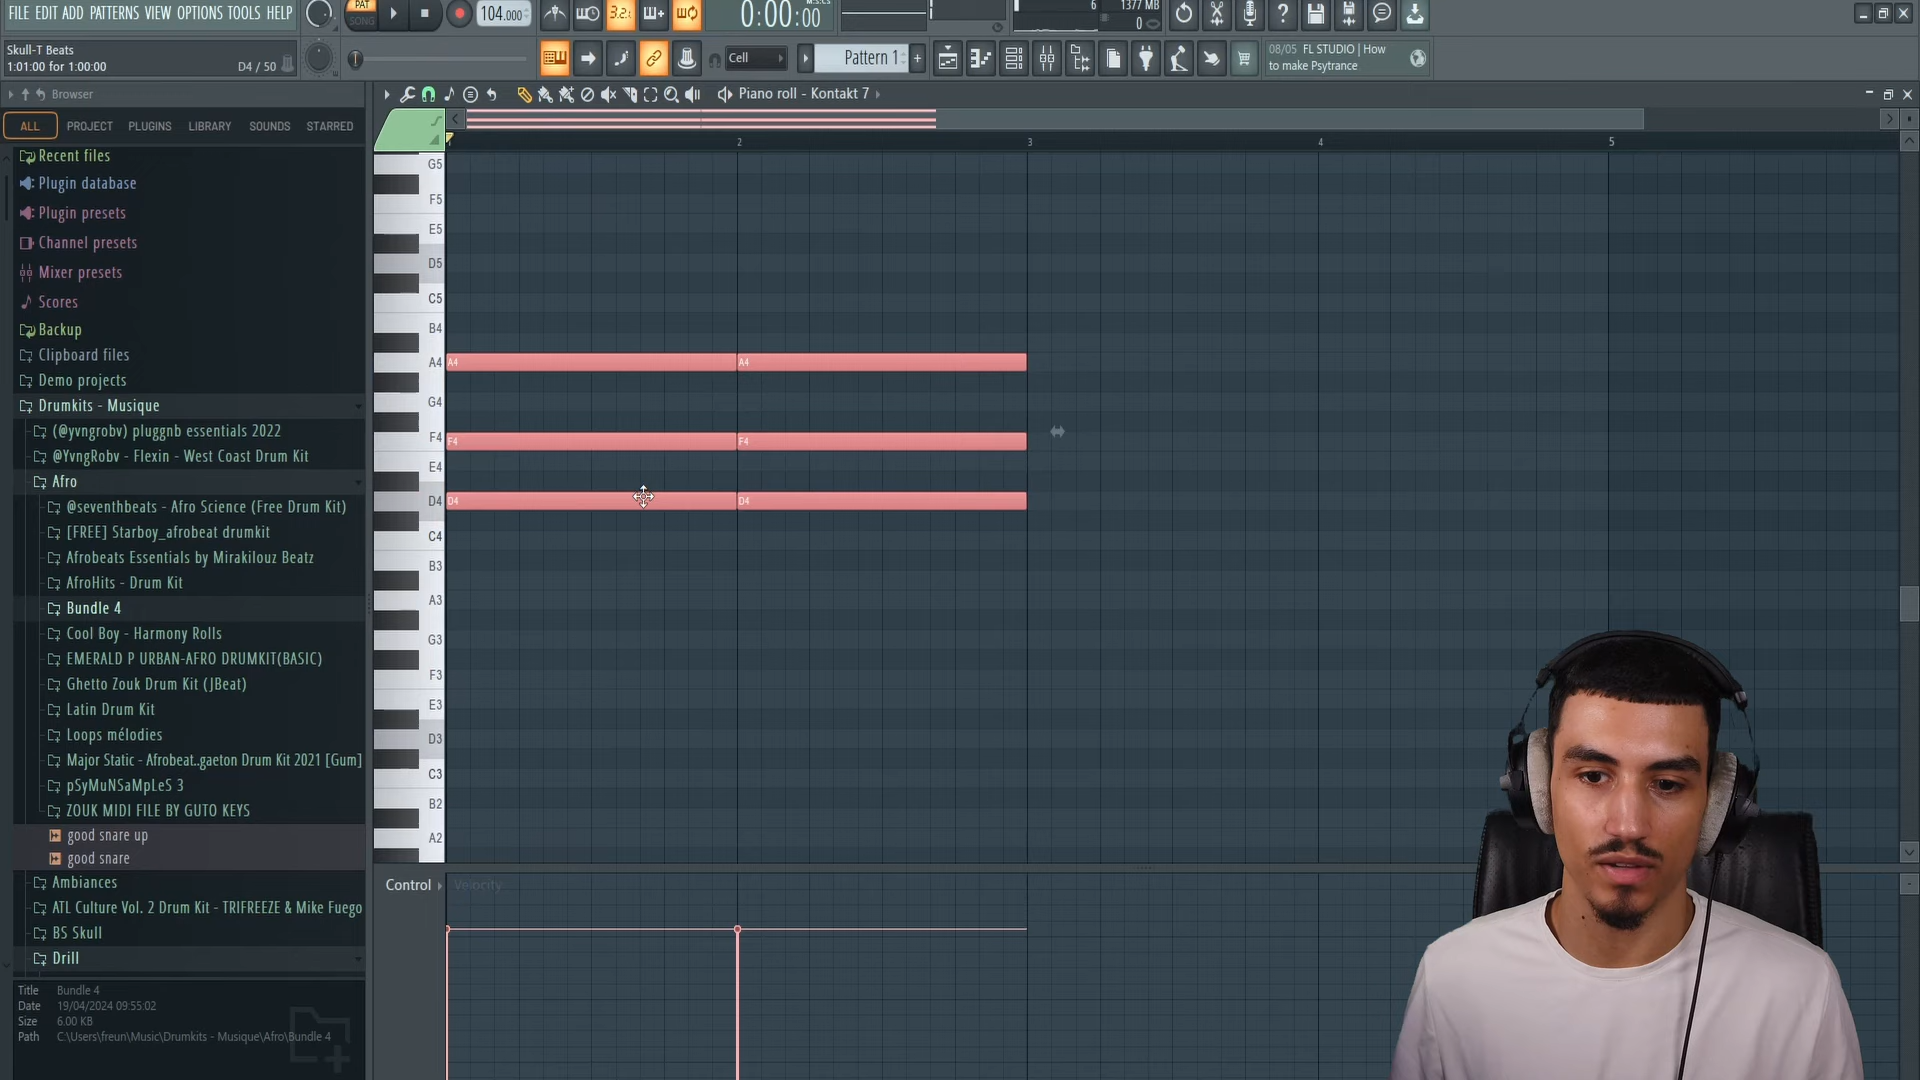 FILE EDIT ADD PATTERNS VIEW OPTIONS TOOLS HELP
PAT
SONG
104.000
3.2.
0:00:00
M:S:CS
6
1377 MB
0
Skull-T Beats
1:01:00 for 1:00:00
D4 / 50
Cell
Pattern 1
08/05 FL STUDIO | How
to make Psytrance
Browser
ALL
PROJECT
PLUGINS
LIBRARY
SOUNDS
STARRED
Recent files
Plugin database
Plugin presets
Channel presets
Mixer presets
Scores
Backup
Clipboard files
Demo projects
Drumkits - Musique
(@yvngrobv) pluggnb essentials 2022
@YvngRobv - Flexin - West Coast Drum Kit
Afro
@seventhbeats - Afro Science (Free Drum Kit)
[FREE] Starboy_afrobeat drumkit
Afrobeats Essentials by Mirakilouz Beatz
AfroHits - Drum Kit
Bundle 4
Cool Boy - Harmony Rolls
EMERALD P URBAN-AFRO DRUMKIT(BASIC)
Ghetto Zouk Drum Kit (JBeat)
Latin Drum Kit
Loops mélodies
Major Static - Afrobeat..gaeton Drum Kit 2021 [Gum]
pSyMuNSaMpLeS 3
ZOUK MIDI FILE BY GUTO KEYS
good snare up
good snare
Ambiances
ATL Culture Vol. 2 Drum Kit - TRIFREEZE & Mike Fuego
BS Skull
Drill
Title Bundle 4
Date 19/04/2024 09:55:02
Size 6.00 KB
Path C:\Users\freun\Music\Drumkits - Musique\Afro\Bundle 4
Piano roll - Kontakt 7
1 2 3 4 5
G5
F5
E5
D5
C5
B4
A4 A4 A4
G4
F4 F4 F4
E4
D4 D4 D4
C4
B3
A3
G3
F3
E3
D3
C3
B2
A2
Control
Velocity